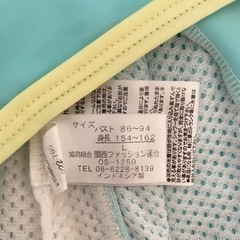 サイズ
バスト 86~94
身長 154~162
L
協同組合 関西ファッション連合
OS-1250
TEL 06-6228-8139
インドネシア製